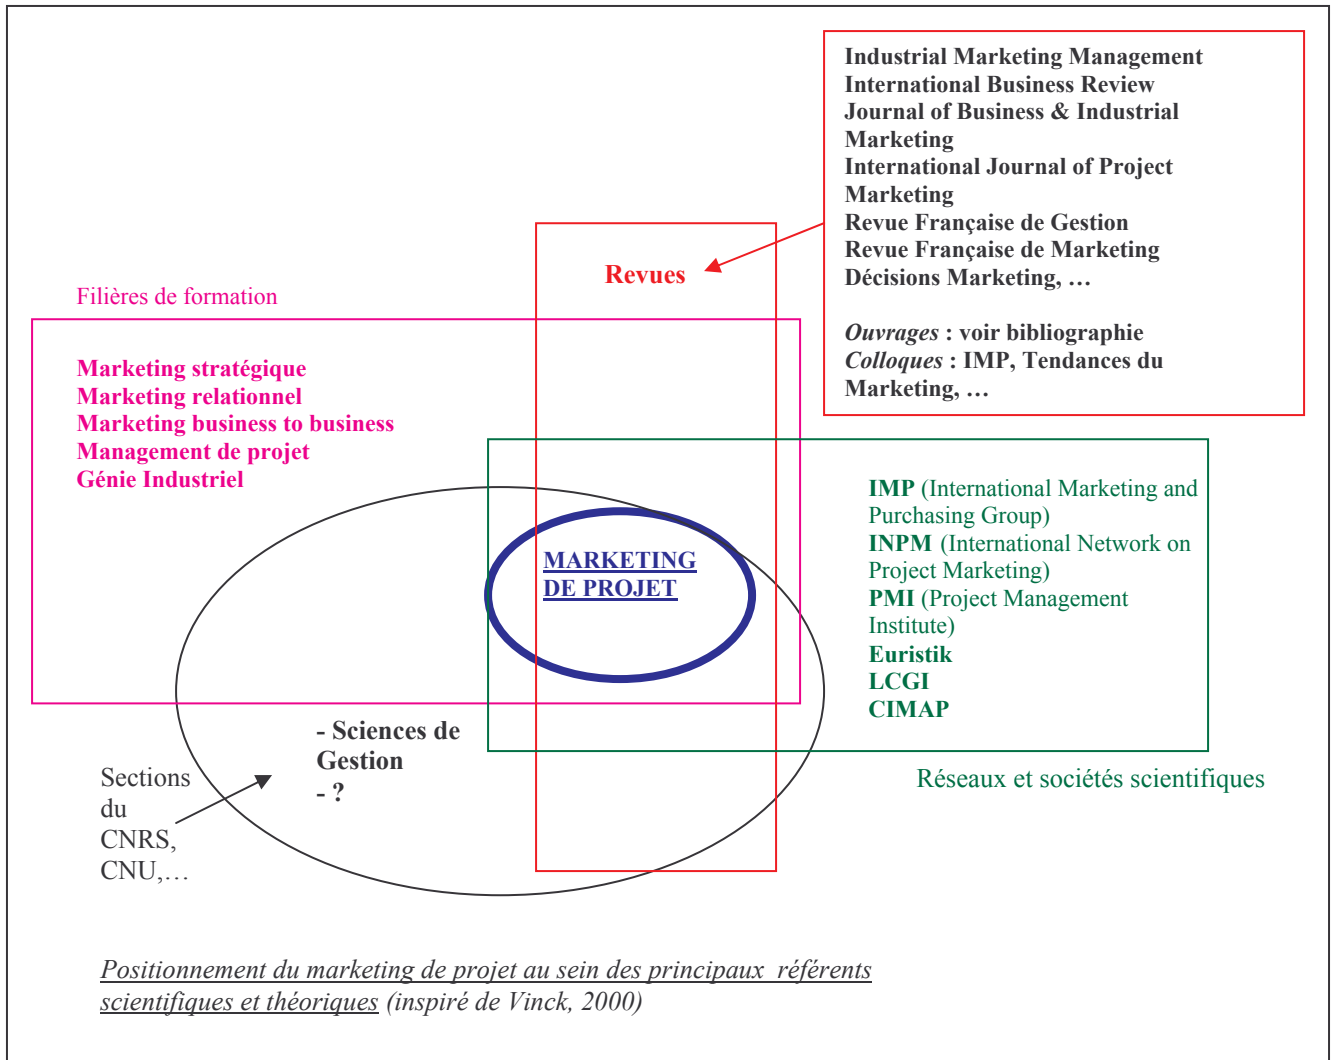 Industrial Marketing Management
International Business Review
Journal of Business & Industrial
Marketing
International Journal of Project
Marketing
Revue Française de Gestion
Revue Française de Marketing
Décisions Marketing, …
Ouvrages : voir bibliographie
Colloques : IMP, Tendances du
Marketing, …
Revues
Filières de formation
Marketing stratégique
Marketing relationnel
Marketing business to business
Management de projet
Génie Industriel
IMP (International Marketing and
Purchasing Group)
INPM (International Network on
Project Marketing)
PMI (Project Management
Institute)
Euristik
LCGI
CIMAP
MARKETING
DE PROJET
- Sciences de
Gestion
- ?
Sections
du
CNRS,
CNU,…
Réseaux et sociétés scientifiques
Positionnement du marketing de projet au sein des principaux référents
scientifiques et théoriques (inspiré de Vinck, 2000)